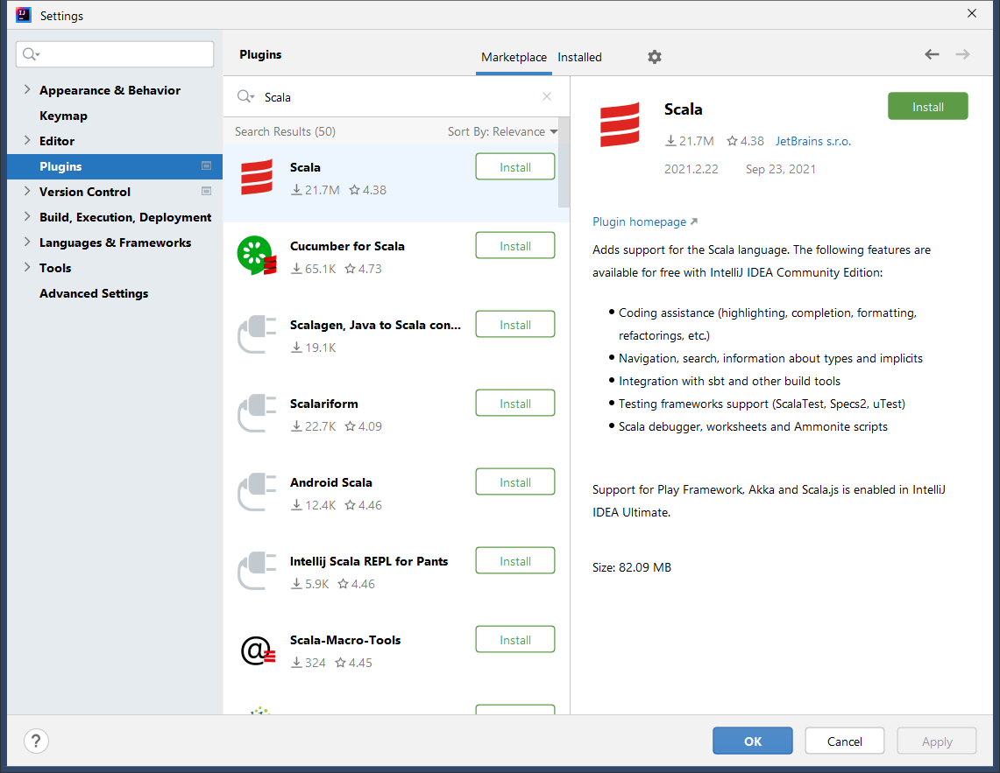 Settings
Appearance & Behavior
Keymap
Editor
Plugins
Version Control
Build, Execution, Deployment
Languages & Frameworks
Tools
Advanced Settings
Plugins
Marketplace
Installed
Scala
Search Results (50)
Sort By: Relevance
Scala
21.7M 4.38
Install
Cucumber for Scala
65.1K 4.73
Install
Scalagen, Java to Scala con...
19.1K
Install
Scalariform
22.7K 4.09
Install
Android Scala
12.4K 4.46
Install
Intellij Scala REPL for Pants
5.9K 4.46
Install
Scala-Macro-Tools
324 4.45
Install
Scala
Install
21.7M 4.38 JetBrains s.r.o.
2021.2.22 Sep 23, 2021
Plugin homepage
Adds support for the Scala language. The following features are
available for free with IntelliJ IDEA Community Edition:
Coding assistance (highlighting, completion, formatting,
refactorings, etc.)
Navigation, search, information about types and implicits
Integration with sbt and other build tools
Testing frameworks support (ScalaTest, Specs2, uTest)
Scala debugger, worksheets and Ammonite scripts
Support for Play Framework, Akka and Scala.js is enabled in IntelliJ
IDEA Ultimate.
Size: 82.09 MB
?
OK
Cancel
Apply